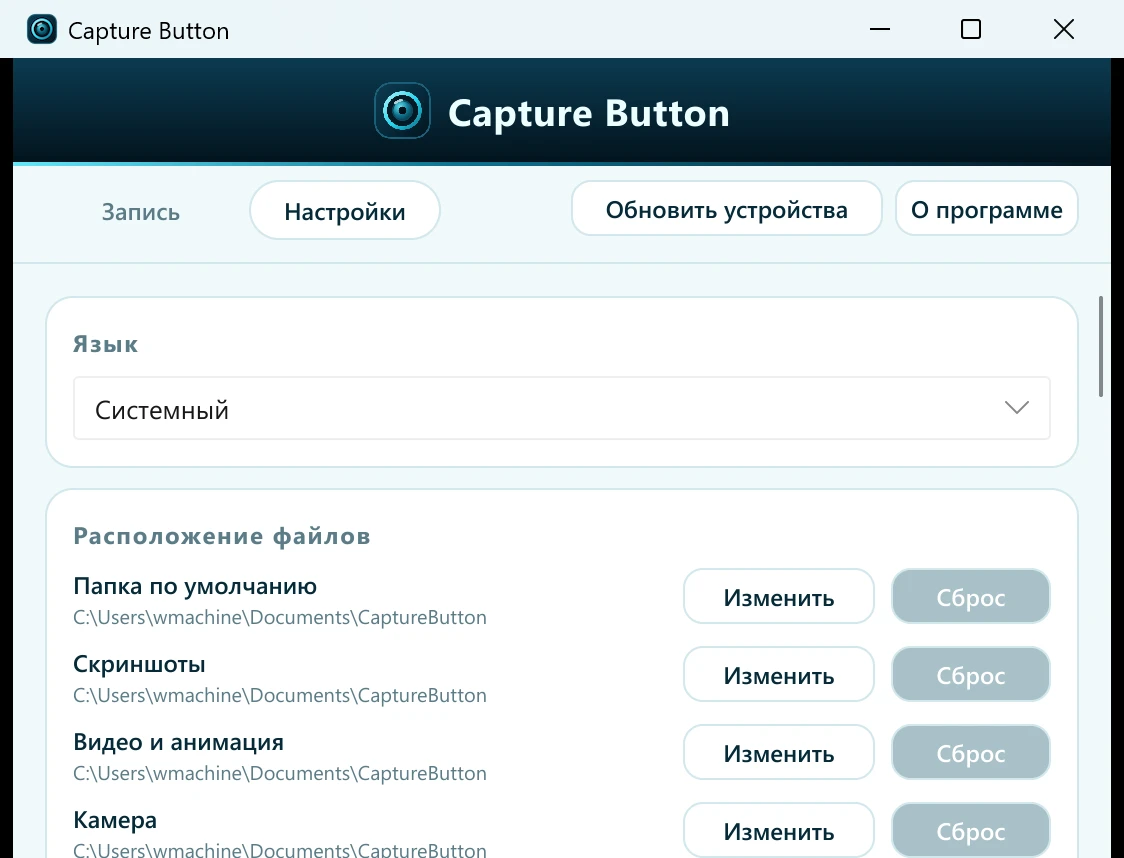 Capture Button
Capture Button
Запись
Настройки
Обновить устройства
О программе
Язык
Системный
Расположение файлов
Папка по умолчанию
C:\Users\wmachine\Documents\CaptureButton
Изменить
Сброс
Скриншоты
C:\Users\wmachine\Documents\CaptureButton
Изменить
Сброс
Видео и анимация
C:\Users\wmachine\Documents\CaptureButton
Изменить
Сброс
Камера
C:\Users\wmachine\Documents\CaptureButton
Изменить
Сброс